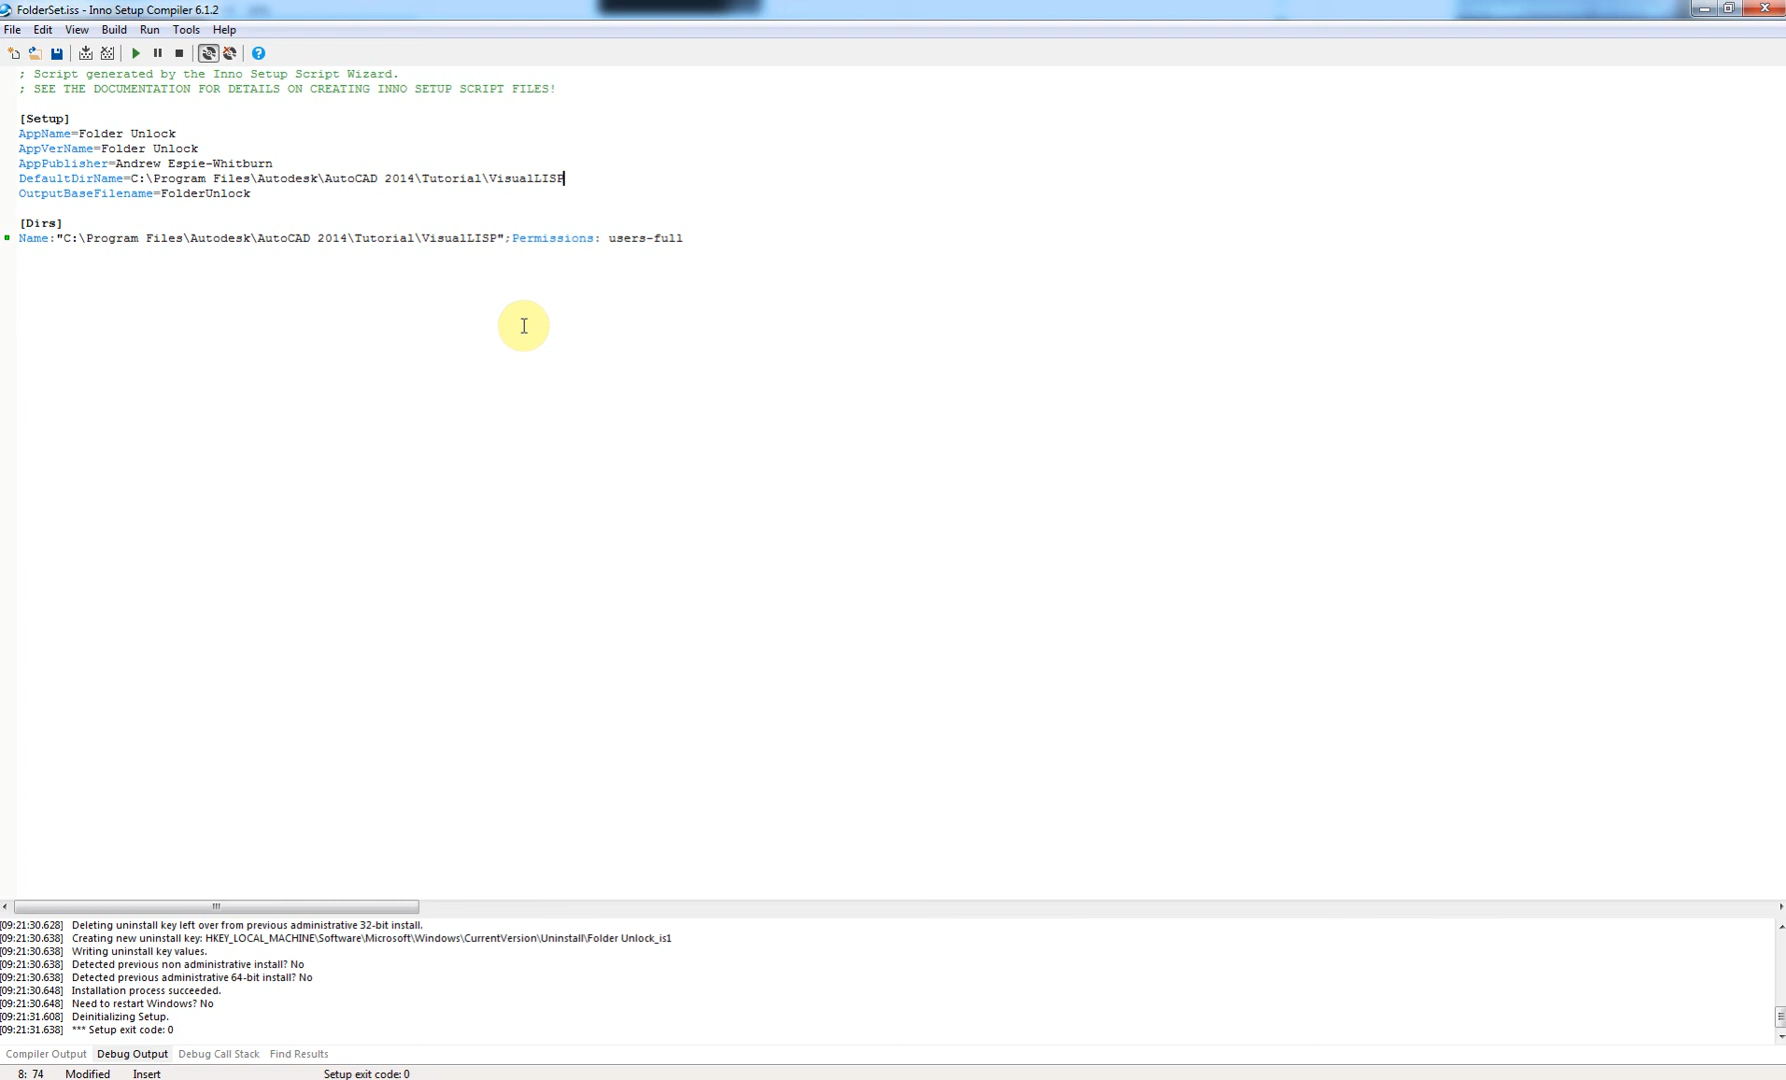 FolderSet.iss - Inno Setup Compiler 6.1.2
File Edit View Build Run Tools Help
; Script generated by the Inno Setup Script Wizard.
; SEE THE DOCUMENTATION FOR DETAILS ON CREATING INNO SETUP SCRIPT FILES!
[Setup]
AppName=Folder Unlock
AppVerName=Folder Unlock
AppPublisher=Andrew Espie-Whitburn
DefaultDirName=C:\Program Files\Autodesk\AutoCAD 2014\Tutorial\VisualLISP
OutputBaseFilename=FolderUnlock
[Dirs]
Name:"C:\Program Files\Autodesk\AutoCAD 2014\Tutorial\VisualLISP";Permissions: users-full
[09:21:30.628] Deleting uninstall key left over from previous administrative 32-bit install.
[09:21:30.638] Creating new uninstall key: HKEY_LOCAL_MACHINE\Software\Microsoft\Windows\CurrentVersion\Uninstall\Folder Unlock_is1
[09:21:30.638] Writing uninstall key values.
[09:21:30.638] Detected previous non administrative install? No
[09:21:30.638] Detected previous administrative 64-bit install? No
[09:21:30.648] Installation process succeeded.
[09:21:30.648] Need to restart Windows? No
[09:21:31.608] Deinitializing Setup.
[09:21:31.638] *** Setup exit code: 0
Compiler Output Debug Output Debug Call Stack Find Results
8: 74 Modified Insert Setup exit code: 0